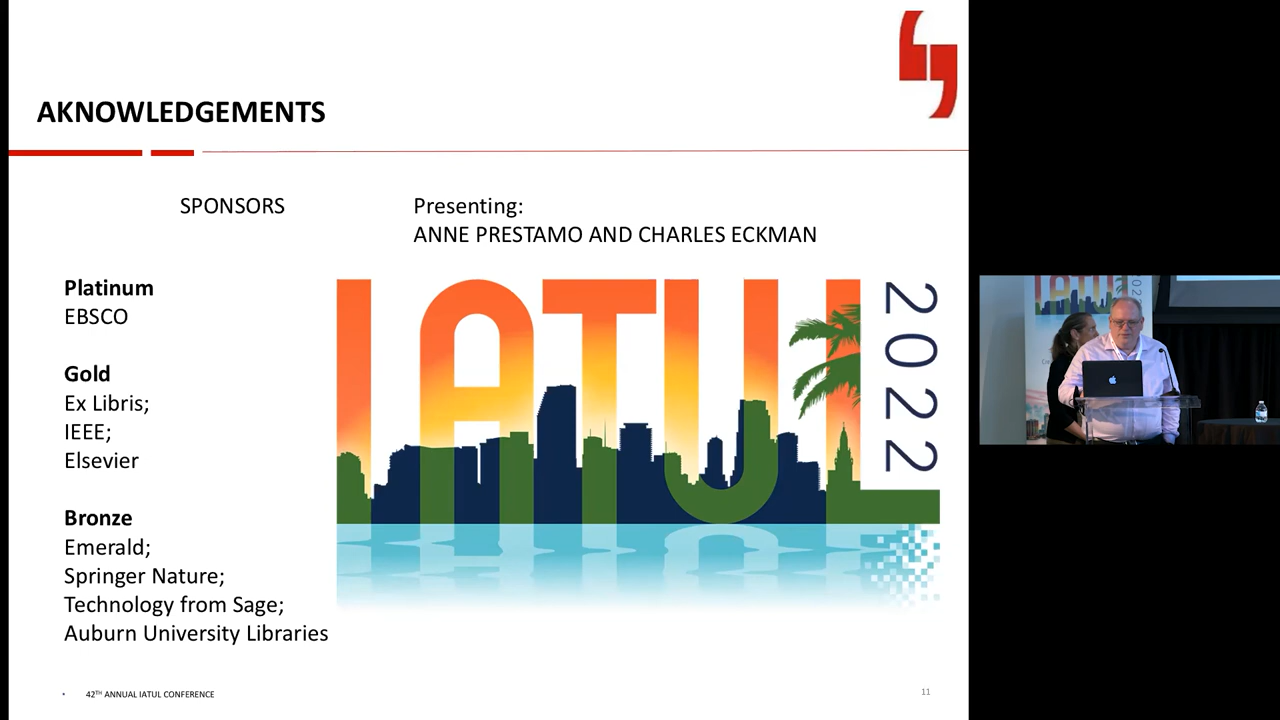 AKNOWLEDGEMENTS
SPONSORS
Presenting:
ANNE PRESTAMO AND CHARLES ECKMAN
Platinum
EBSCO
Gold
Ex Libris;
IEEE;
Elsevier
Bronze
Emerald;
Springer Nature;
Technology from Sage;
Auburn University Libraries
IATUL
2022
• 42TH ANNUAL IATUL CONFERENCE
11
IATUL